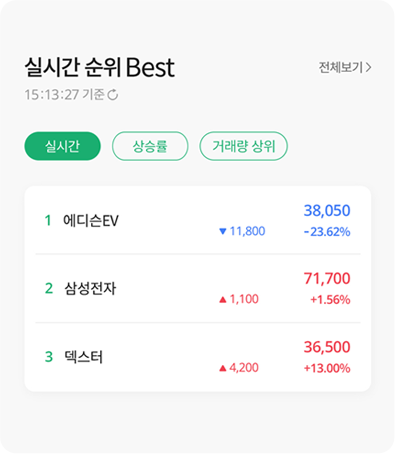 실시간 순위 Best
전체보기 >
15:13:27 기준
실시간 상승률 거래량 상위
1 에디슨EV 38,050
▼ 11,800 -23.62%
2 삼성전자 71,700
▲ 1,100 +1.56%
3 덱스터 36,500
▲ 4,200 +13.00%